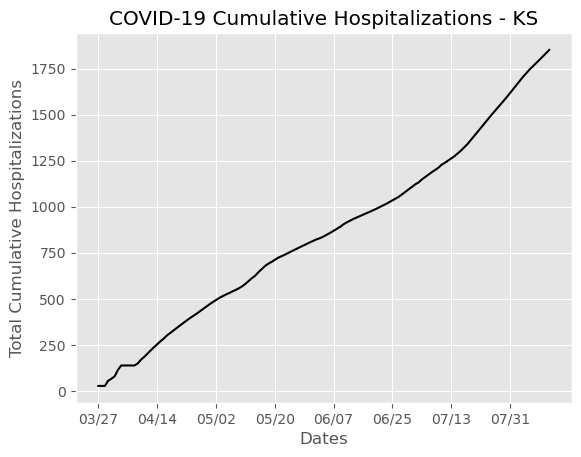 COVID-19 Cumulative Hospitalizations - KS
Total Cumulative Hospitalizations
1750
1500
1250
1000
750
500
250
0
03/27 04/14 05/02 05/20 06/07 06/25 07/13 07/31
Dates